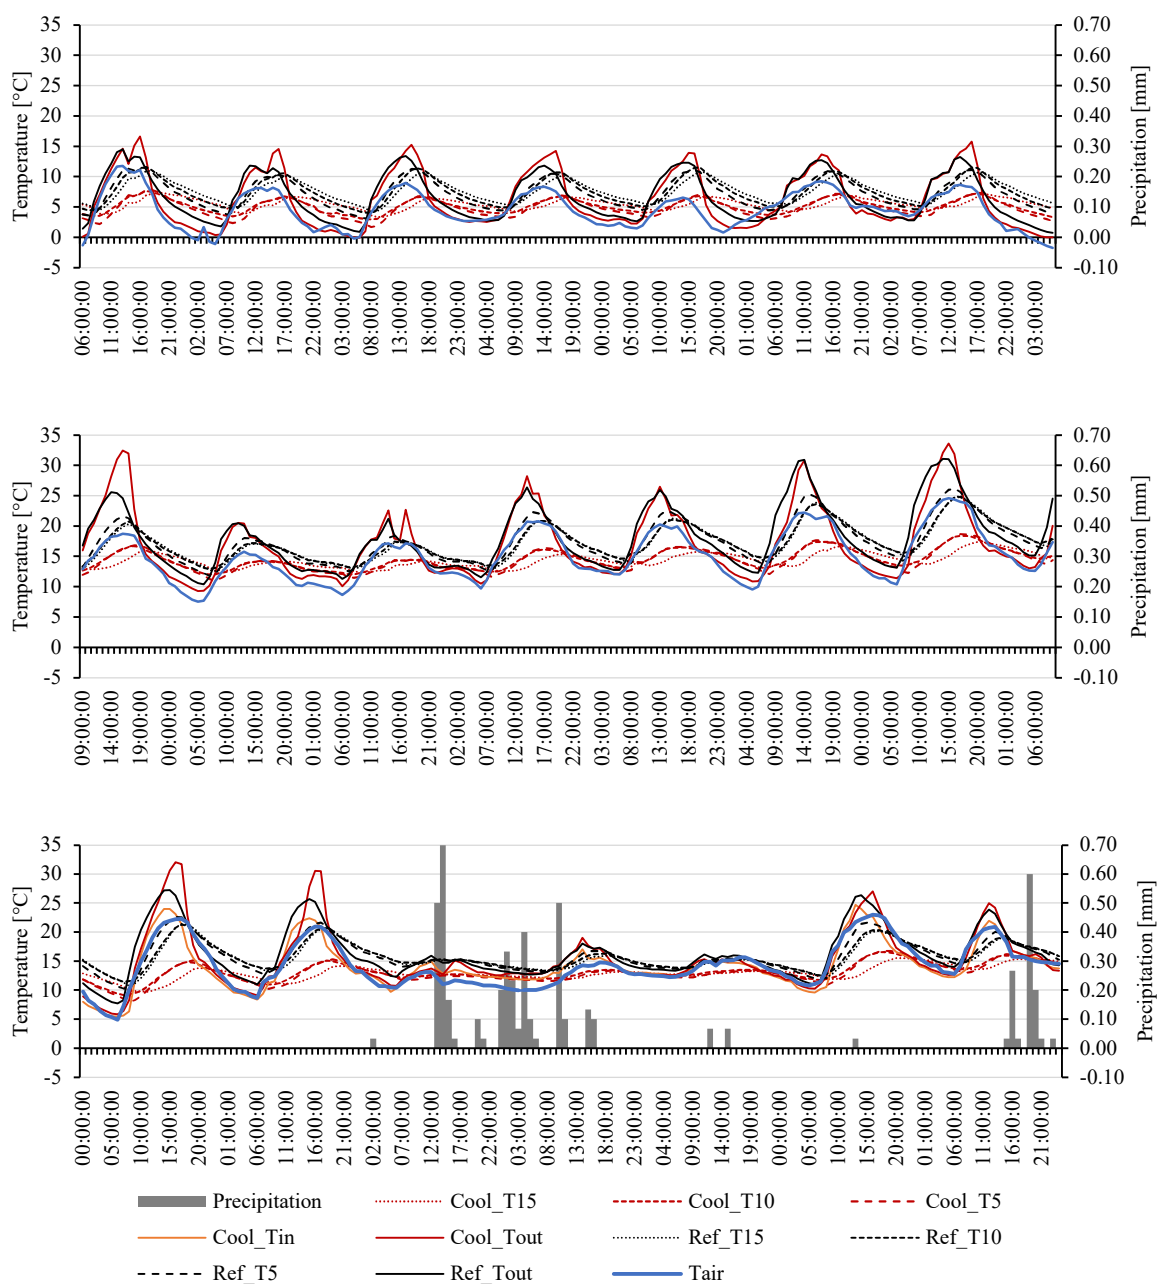 35 0.70
30 0.60
25 0.50
20 0.40
15 0.30
10 0.20
5 0.10
0 0.00
-5 -0.10
Temperature [°C]
Precipitation [mm]
06:00:00 11:00:00 16:00:00 21:00:00 02:00:00 07:00:00 12:00:00 17:00:00 22:00:00 03:00:00 08:00:00 13:00:00 18:00:00 23:00:00 04:00:00 09:00:00 14:00:00 19:00:00 00:00:00 05:00:00 10:00:00 15:00:00 20:00:00 01:00:00 06:00:00 11:00:00 16:00:00 21:00:00 02:00:00 07:00:00 12:00:00 17:00:00 22:00:00 03:00:00
35 0.70
30 0.60
25 0.50
20 0.40
15 0.30
10 0.20
5 0.10
0 0.00
-5 -0.10
Temperature [°C]
Precipitation [mm]
09:00:00 14:00:00 19:00:00 00:00:00 05:00:00 10:00:00 15:00:00 20:00:00 01:00:00 06:00:00 11:00:00 16:00:00 21:00:00 02:00:00 07:00:00 12:00:00 17:00:00 22:00:00 03:00:00 08:00:00 13:00:00 18:00:00 23:00:00 04:00:00 09:00:00 14:00:00 19:00:00 00:00:00 05:00:00 10:00:00 15:00:00 20:00:00 01:00:00 06:00:00
35 0.70
30 0.60
25 0.50
20 0.40
15 0.30
10 0.20
5 0.10
0 0.00
-5 -0.10
Temperature [°C]
Precipitation [mm]
00:00:00 05:00:00 10:00:00 15:00:00 20:00:00 01:00:00 06:00:00 11:00:00 16:00:00 21:00:00 02:00:00 07:00:00 12:00:00 17:00:00 22:00:00 03:00:00 08:00:00 13:00:00 18:00:00 23:00:00 04:00:00 09:00:00 14:00:00 19:00:00 00:00:00 05:00:00 10:00:00 15:00:00 20:00:00 01:00:00 06:00:00 11:00:00 16:00:00 21:00:00
Precipitation Cool_T15 Cool_T10 Cool_T5
Cool_Tin Cool_Tout Ref_T15 Ref_T10
Ref_T5 Ref_Tout Tair